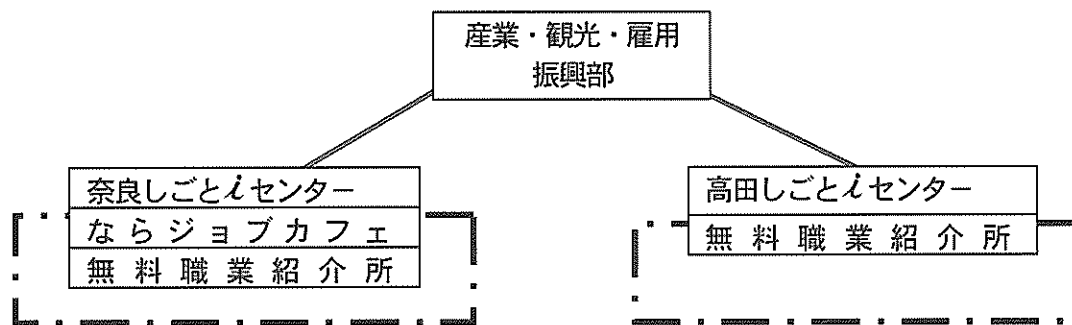 産業・観光・雇用
振興部
奈良しごとiセンター
ならジョブカフェ
無料職業紹介所
高田しごとiセンター
無料職業紹介所